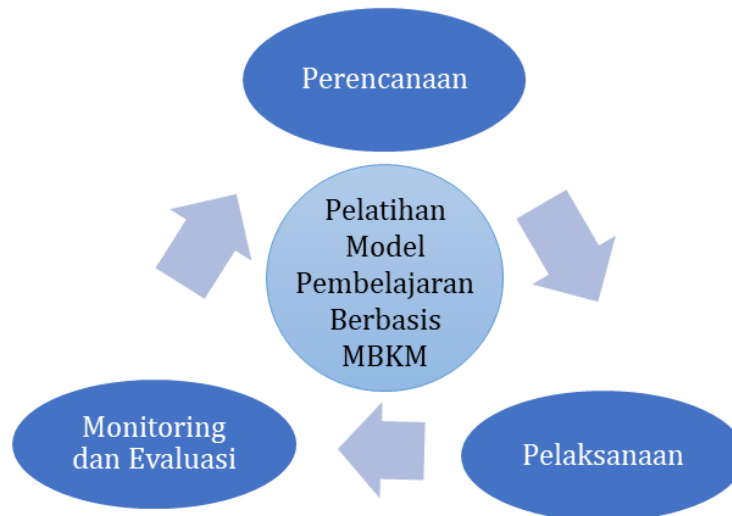 Perencanaan
Pelatihan
Model
Pembelajaran
Berbasis
MBKM
Monitoring
dan Evaluasi
Pelaksanaan